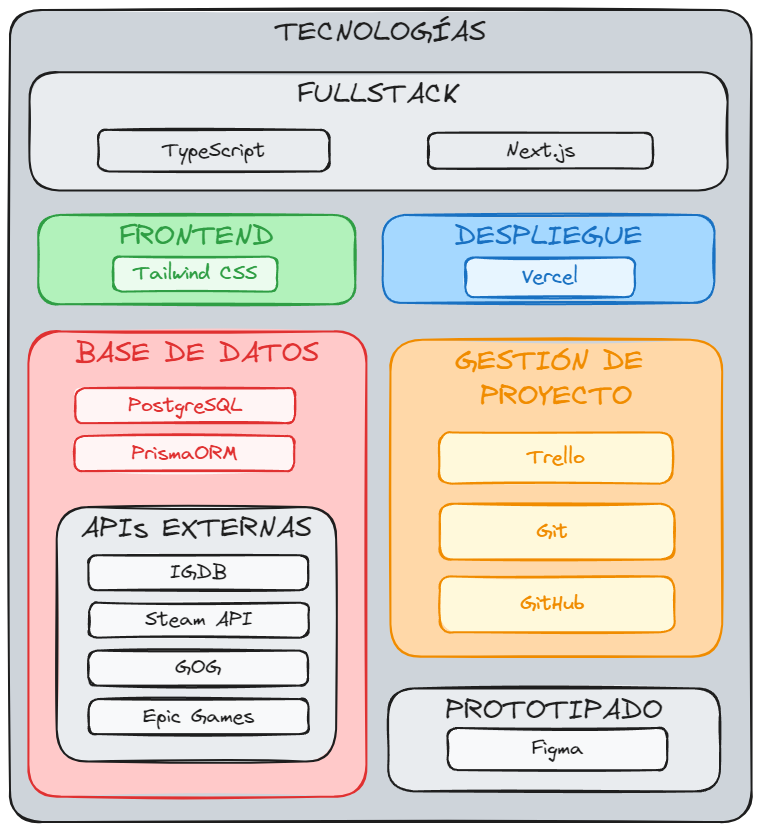 TECNOLOGÍAS
FULLSTACK
TypeScript
Next.js
FRONTEND
Tailwind CSS
DESPLIEGUE
Vercel
BASE DE DATOS
PostgreSQL
PrismaORM
APIs EXTERNAS
IGDB
Steam API
GOG
Epic Games
GESTIÓN DE
PROYECTO
Trello
Git
GitHub
PROTOTIPADO
Figma